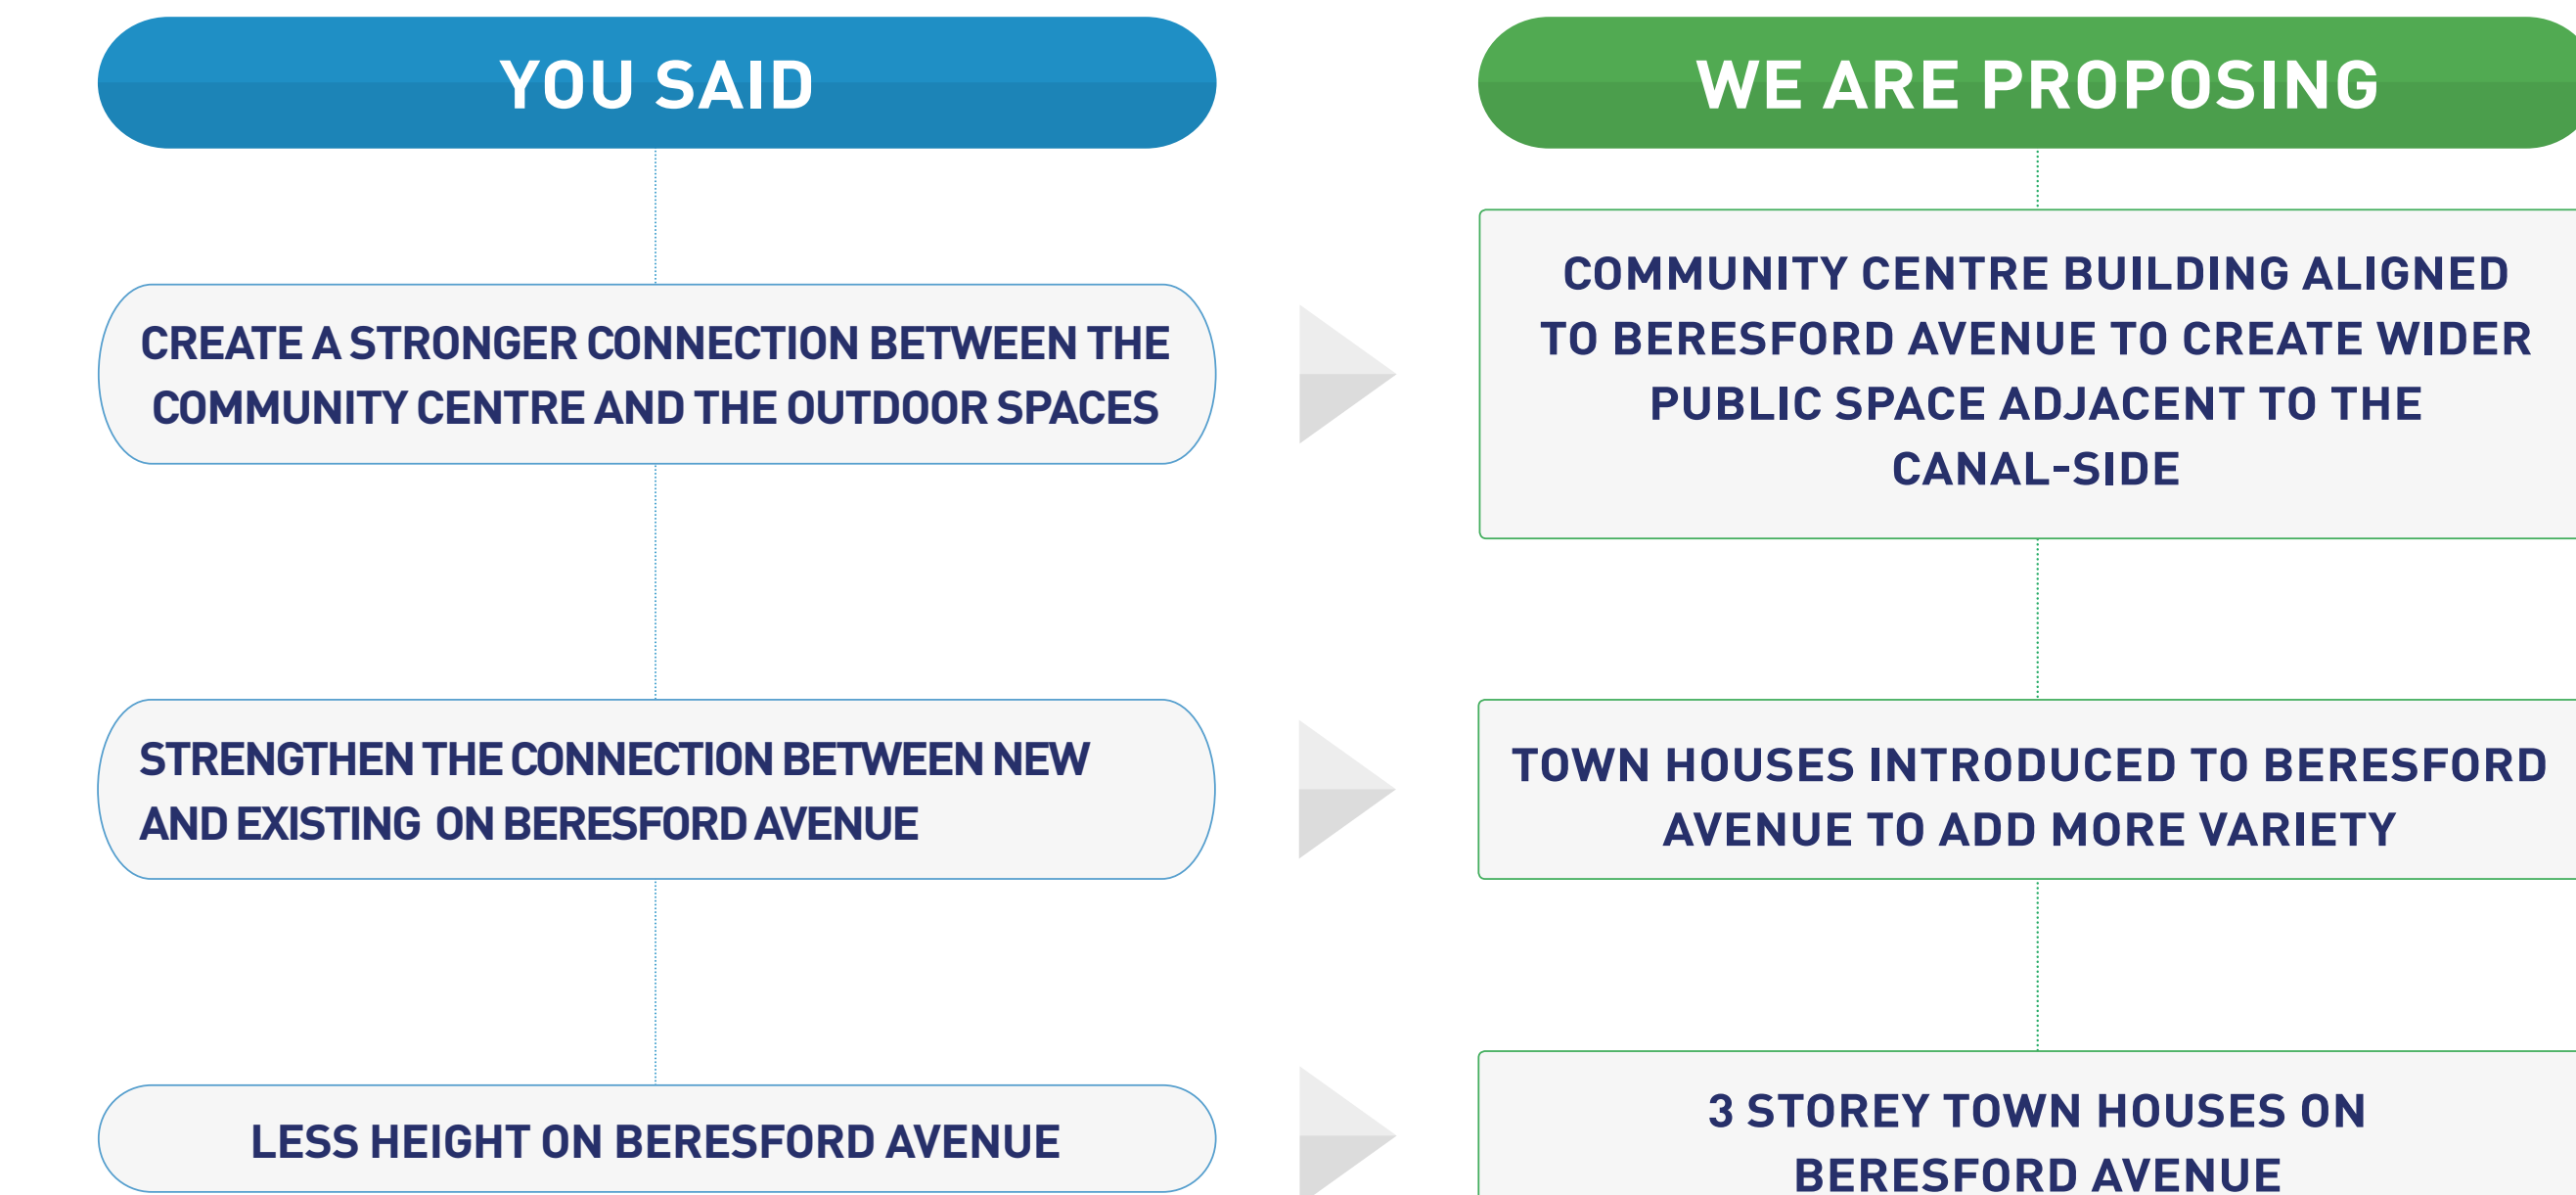 YOU SAID
WE ARE PROPOSING
CREATE A STRONGER CONNECTION BETWEEN THE
COMMUNITY CENTRE AND THE OUTDOOR SPACES
COMMUNITY CENTRE BUILDING ALIGNED
TO BERESFORD AVENUE TO CREATE WIDER
PUBLIC SPACE ADJACENT TO THE
CANAL-SIDE
STRENGTHEN THE CONNECTION BETWEEN NEW
AND EXISTING ON BERESFORD AVENUE
TOWN HOUSES INTRODUCED TO BERESFORD
AVENUE TO ADD MORE VARIETY
LESS HEIGHT ON BERESFORD AVENUE
3 STOREY TOWN HOUSES ON
BERESFORD AVENUE